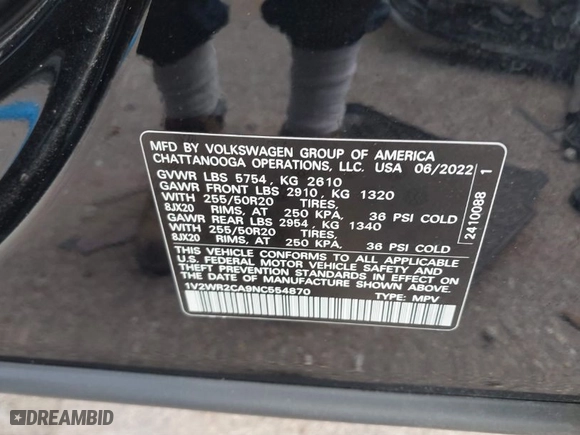 MFD BY VOLKSWAGEN GROUP OF AMERICA
CHATTANOOGA OPERATIONS, LLC. USA 06/2022 1
GVWR LBS 5754 , KG 2610
GAWR FRONT LBS 2910 , KG 1320
WITH 255/50R20 TIRES,
8JX20 RIMS, AT 250 KPA, 36 PSI COLD
GAWR REAR LBS 2954 , KG 1340
WITH 255/50R20 TIRES,
8JX20 RIMS, AT 250 KPA, 36 PSI COLD
2410088
THIS VEHICLE CONFORMS TO ALL APPLICABLE
U.S. FEDERAL MOTOR VEHICLE SAFETY AND
THEFT PREVENTION STANDARDS IN EFFECT ON THE
DATE OF MANUFACTURE SHOWN ABOVE.
1V2WR2CA9NC554870 TYPE: MPV
DREAMBID